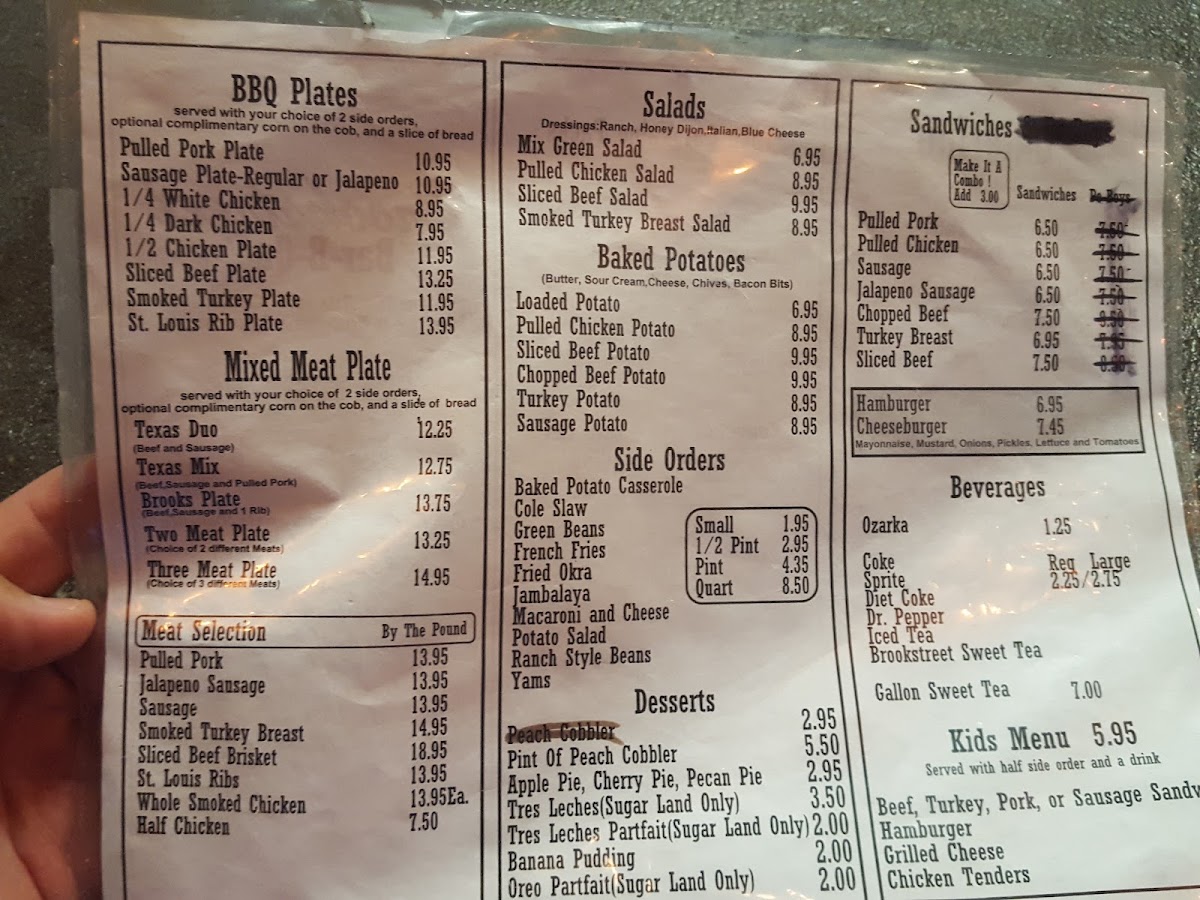 BBQ Plates
served with your choice of 2 side orders,
optional complimentary corn on the cob, and a slice of bread
Pulled Pork Plate 10.95
Sausage Plate-Regular or Jalapeno 10.95
1/4 White Chicken 8.95
1/4 Dark Chicken 7.95
1/2 Chicken Plate 11.95
Sliced Beef Plate 13.25
Smoked Turkey Plate 11.95
St. Louis Rib Plate 13.95
Mixed Meat Plate
served with your choice of 2 side orders,
optional complimentary corn on the cob, and a slide of bread
Texas Duo 12.25
(Beef and Sausage)
Texas Mix 12.75
(Beef,Sausage and Pulled Pork)
Brooks Plate 13.75
(Beef,Sausage and 1 Rib)
Two Meat Plate 13.25
(Choice of 2 different Meats)
Three Meat Plate 14.95
(Choice of 3 different Meats)
Meat Selection By The Pound
Pulled Pork 13.95
Jalapeno Sausage 13.95
Sausage 13.95
Smoked Turkey Breast 14.95
Sliced Beef Brisket 18.95
St. Louis Ribs 13.95
Whole Smoked Chicken 13.95Ea.
Half Chicken 7.50
Salads
Dressings:Ranch, Honey Dijon,Italian,Blue Cheese
Mix Green Salad 6.95
Pulled Chicken Salad 8.95
Sliced Beef Salad 9.95
Smoked Turkey Breast Salad 8.95
Baked Potatoes
(Butter, Sour Cream,Cheese, Chivas, Bacon Bits)
Loaded Potato 6.95
Pulled Chicken Potato 8.95
Sliced Beef Potato 9.95
Chopped Beef Potato 9.95
Turkey Potato 8.95
Sausage Potato 8.95
Side Orders
Baked Potato Casserole
Cole Slaw
Green Beans
French Fries
Fried Okra
Jambalaya
Macaroni and Cheese
Potato Salad
Ranch Style Beans
Yams
Small 1.95
1/2 Pint 2.95
Pint 4.35
Quart 8.50
Desserts
Peach Cobbler 2.95
Pint Of Peach Cobbler 5.50
Apple Pie, Cherry Pie, Pecan Pie 2.95
Tres Leches(Sugar Land Only) 3.50
Tres Leches Partfait(Sugar Land Only) 2.00
Banana Pudding 2.00
Oreo Partfait(Sugar Land Only) 2.00
Sandwiches
Make It A
Combo !
Add 3.00
Sandwiches Po-Boys
Pulled Pork 6.50 7.50
Pulled Chicken 6.50 7.50
Sausage 6.50 7.50
Jalapeno Sausage 6.50 7.50
Chopped Beef 7.50
Turkey Breast 6.95
Sliced Beef 7.50
Hamburger 6.95
Cheeseburger 7.45
Mayonnaise, Mustard, Onions, Pickles, Lettuce and Tomatoes
Beverages
Ozarka 1.25
Coke Reg Large
Sprite 2.25/2.75
Diet Coke
Dr. Pepper
Iced Tea
Brookstreet Sweet Tea
Gallon Sweet Tea 7.00
Kids Menu 5.95
Served with half side order and a drink
Beef, Turkey, Pork, or Sausage Sandw
Hamburger
Grilled Cheese
Chicken Tenders